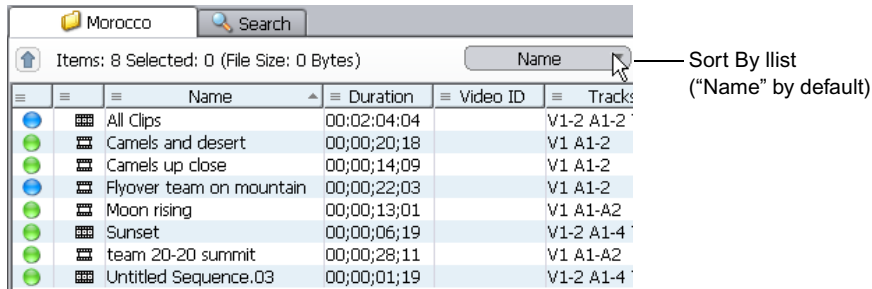 Morocco Search
Items: 8 Selected: 0 (File Size: 0 Bytes) Name
Sort By llist
(“Name” by default)
Name Duration Video ID Tracks
All Clips 00:02:04:04 V1-2 A1-2
Camels and desert 00;00;20;18 V1 A1-2
Camels up close 00;00;14;09 V1 A1-2
Flyover team on mountain 00;00;22;03 V1 A1-2
Moon rising 00;00;13;01 V1 A1-A2
Sunset 00;00;06;19 V1-2 A1-4
team 20-20 summit 00;00;28;11 V1 A1-A2
Untitled Sequence.03 00;00;01;19 V1-2 A1-4